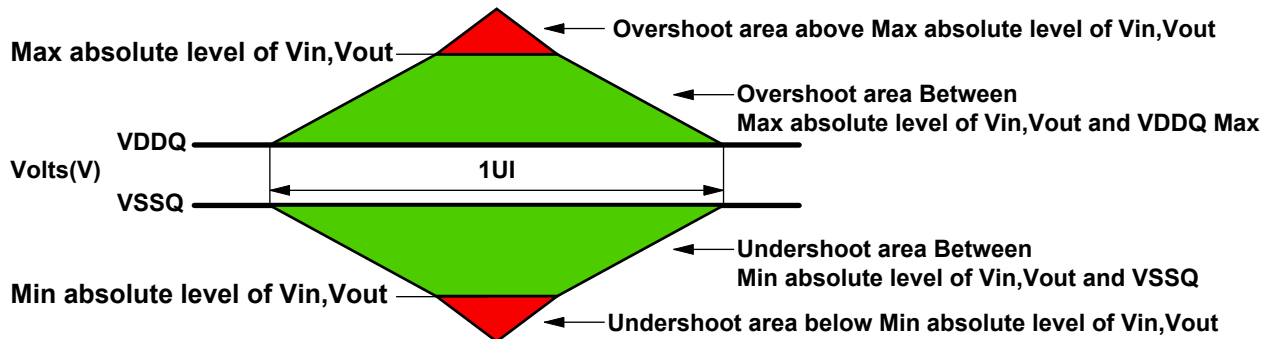 Overshoot area above Max absolute level of Vin,Vout
Max absolute level of Vin,Vout
Overshoot area Between
Max absolute level of Vin,Vout and VDDQ Max
VDDQ
Volts(V)
1UI
VSSQ
Undershoot area Between
Min absolute level of Vin,Vout and VSSQ
Min absolute level of Vin,Vout
Undershoot area below Min absolute level of Vin,Vout